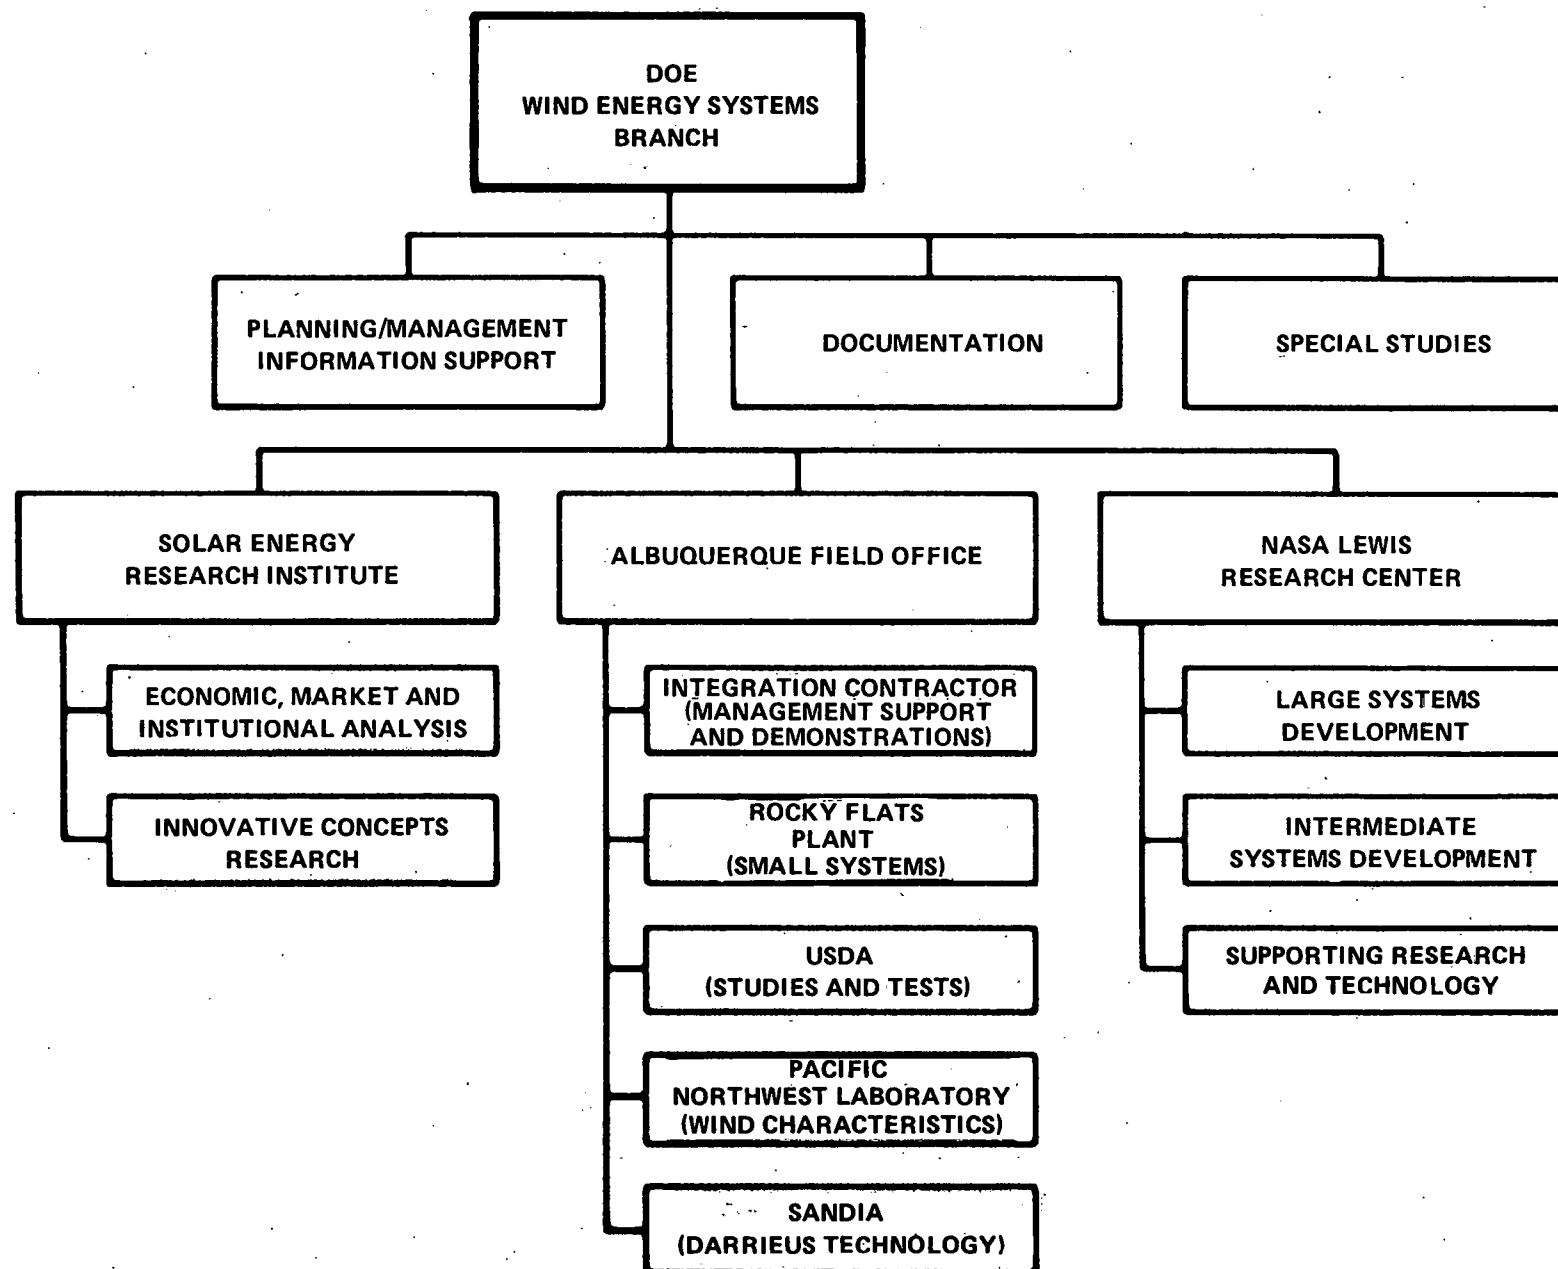 DOE
WIND ENERGY SYSTEMS
BRANCH
PLANNING/MANAGEMENT
INFORMATION SUPPORT
DOCUMENTATION
SPECIAL STUDIES
SOLAR ENERGY
RESEARCH INSTITUTE
ALBUQUERQUE FIELD OFFICE
NASA LEWIS
RESEARCH CENTER
ECONOMIC, MARKET AND
INSTITUTIONAL ANALYSIS
INNOVATIVE CONCEPTS
RESEARCH
INTEGRATION CONTRACTOR
(MANAGEMENT SUPPORT
AND DEMONSTRATIONS)
ROCKY FLATS
PLANT
(SMALL SYSTEMS)
USDA
(STUDIES AND TESTS)
PACIFIC
NORTHWEST LABORATORY
(WIND CHARACTERISTICS)
SANDIA
(DARRIEUS TECHNOLOGY)
LARGE SYSTEMS
DEVELOPMENT
INTERMEDIATE
SYSTEMS DEVELOPMENT
SUPPORTING RESEARCH
AND TECHNOLOGY